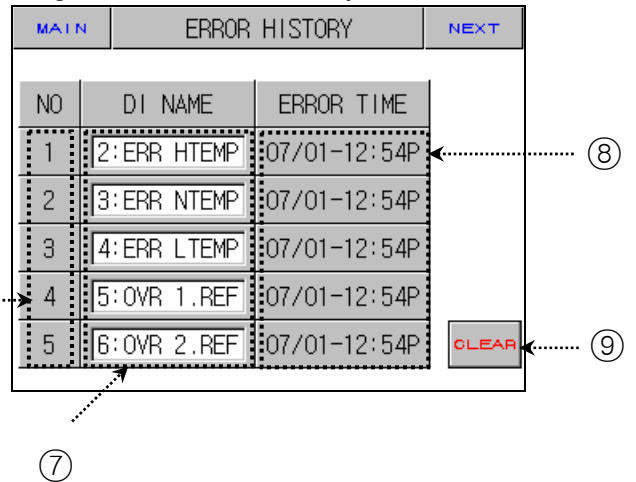 MAIN ERROR HISTORY NEXT
NO DI NAME ERROR TIME
1 2:ERR HTEMP 07/01-12:54P ⑧
2 3:ERR NTEMP 07/01-12:54P
3 4:ERR LTEMP 07/01-12:54P
4 5:OVR 1.REF 07/01-12:54P
5 6:OVR 2.REF 07/01-12:54P CLEAR ⑨
⑦